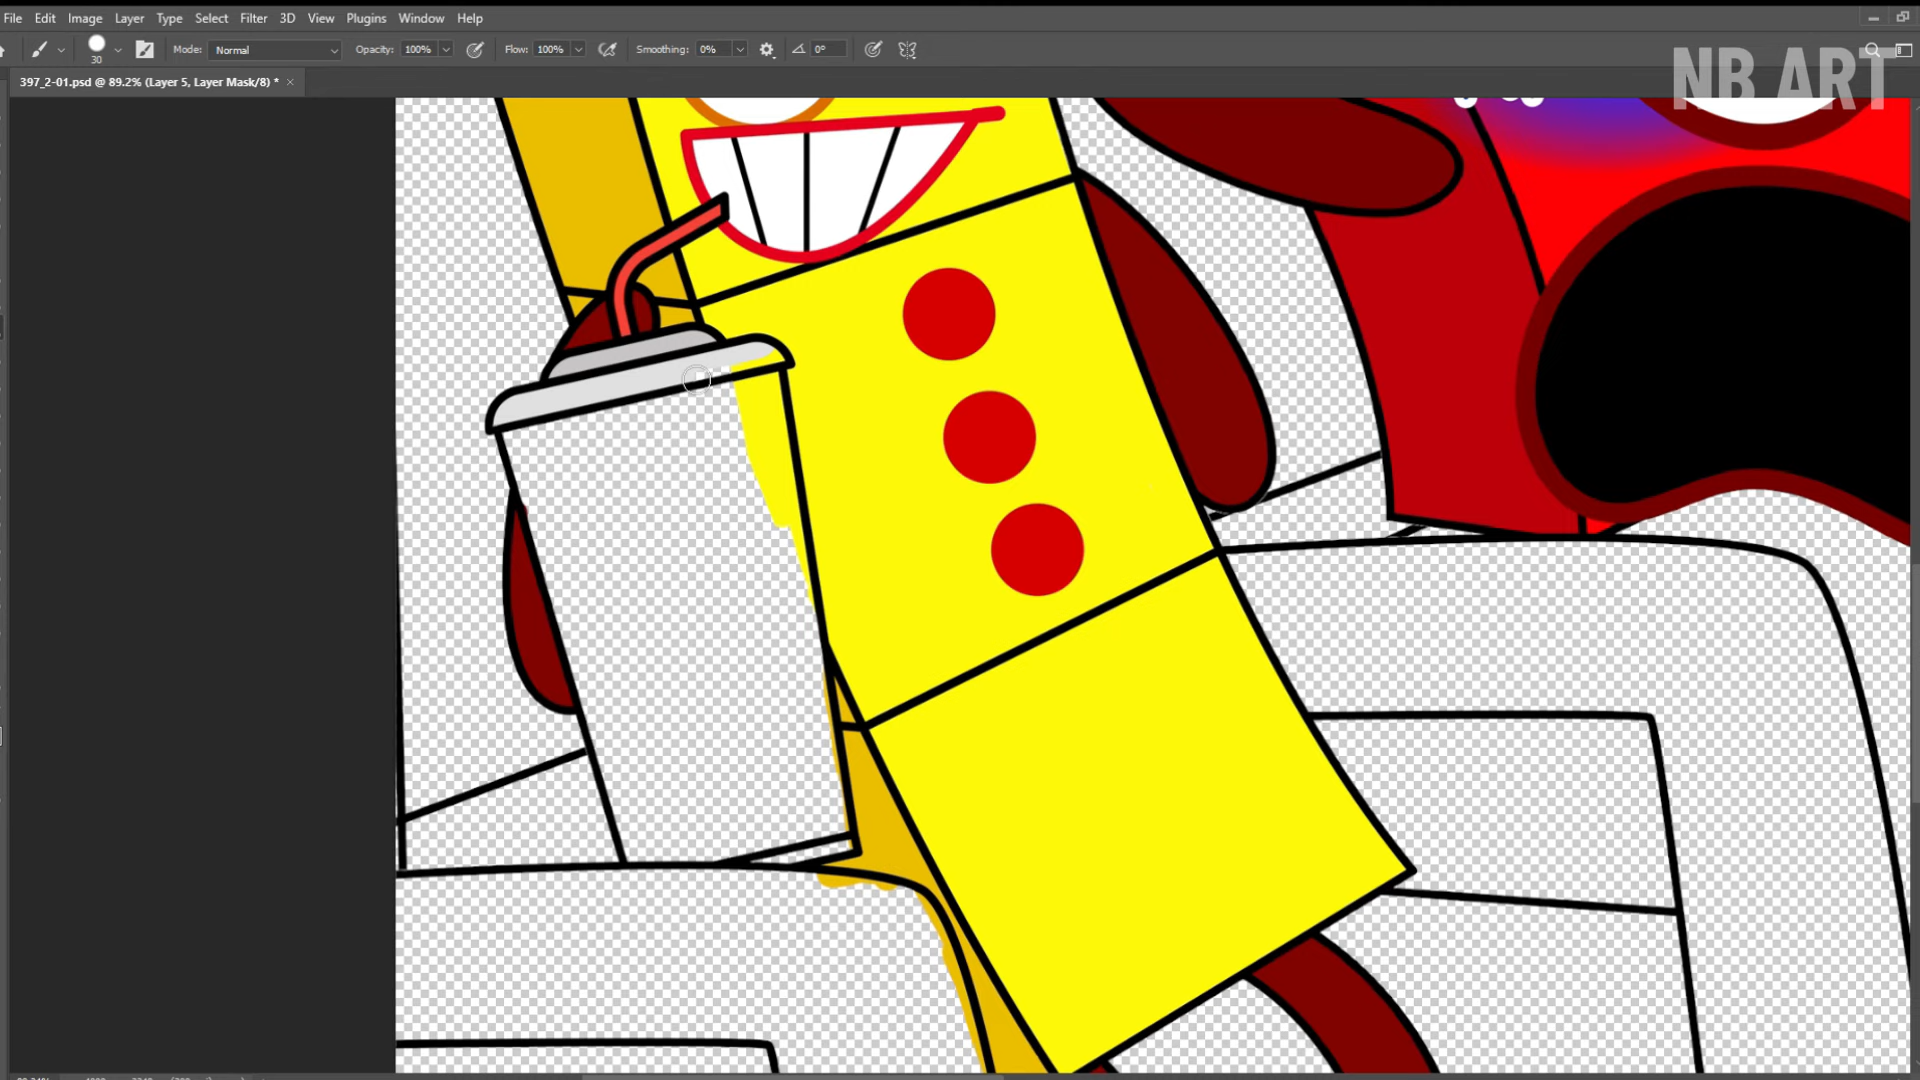 File Edit Image Layer Type Select Filter 3D View Plugins Window Help
30 Mode: Normal Opacity: 100% Flow: 100% Smoothing: 0% 0°
NB ART
397_2-01.psd @ 89.2% (Layer 5, Layer Mask/8) *